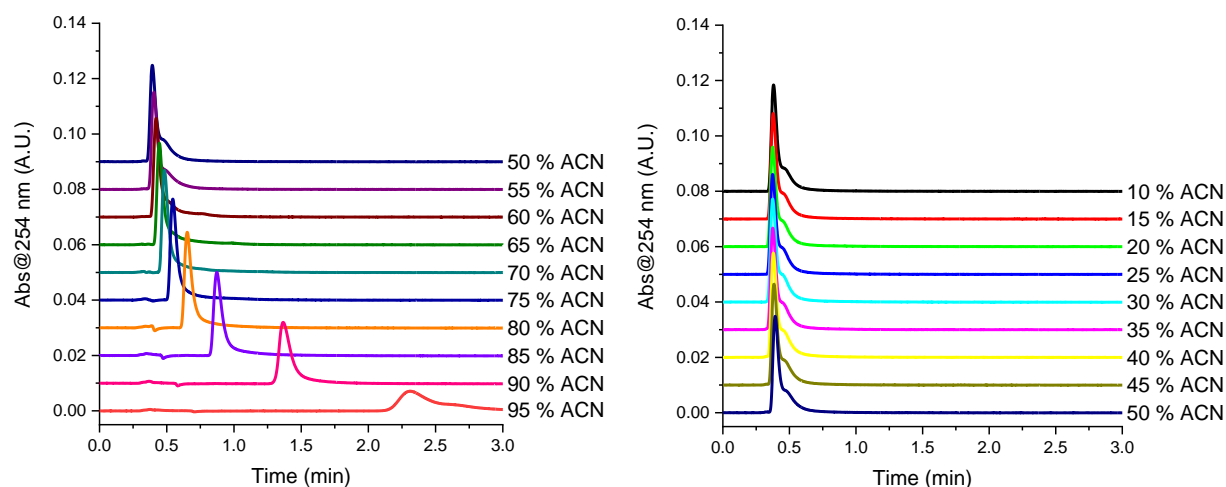 0.14
0.12
0.10
0.08
0.06
0.04
0.02
0.00
Abs@254 nm (A.U.)
50 % ACN
55 % ACN
60 % ACN
65 % ACN
70 % ACN
75 % ACN
80 % ACN
85 % ACN
90 % ACN
95 % ACN
0.0 0.5 1.0 1.5 2.0 2.5 3.0
Time (min)
0.14
0.12
0.10
0.08
0.06
0.04
0.02
0.00
Abs@254 nm (A.U.)
10 % ACN
15 % ACN
20 % ACN
25 % ACN
30 % ACN
35 % ACN
40 % ACN
45 % ACN
50 % ACN
0.0 0.5 1.0 1.5 2.0 2.5 3.0
Time (min)